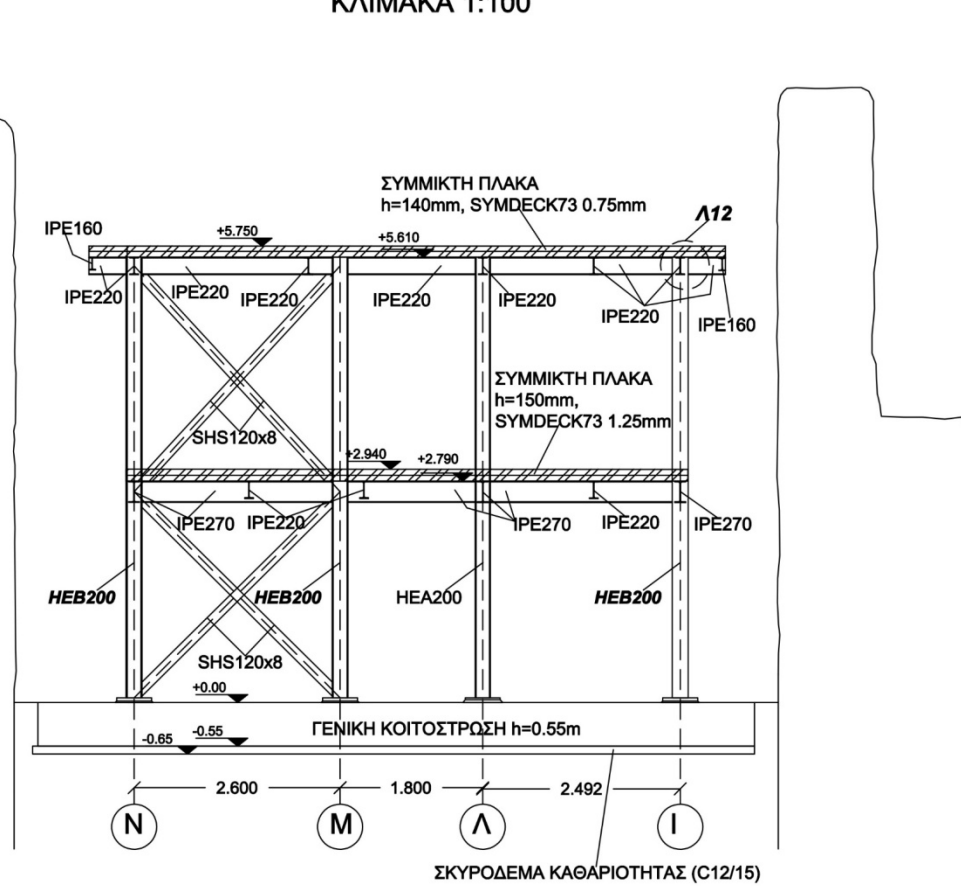 ΚΛΙΜΑΚΑ 1:100
ΣΥΜΜΙΚΤΗ ΠΛΑΚΑ
h=140mm, SYMDECK73 0.75mm
Λ12
IPE160
+5.750
+5.610
IPE220
IPE220
IPE220
IPE220
IPE220
IPE220
IPE160
ΣΥΜΜΙΚΤΗ ΠΛΑΚΑ
h=150mm,
SYMDECK73 1.25mm
SHS120x8
+2.940
+2.790
IPE270
IPE220
IPE270
IPE220
IPE270
HEB200
HEB200
HEA200
HEB200
SHS120x8
+0.00
ΓΕΝΙΚΗ ΚΟΙΤΟΣΤΡΩΣΗ h=0.55m
-0.55
-0.65
2.600
1.800
2.492
Ν
Μ
Λ
Ι
ΣΚΥΡΟΔΕΜΑ ΚΑΘΑΡΙΟΤΗΤΑΣ (C12/15)